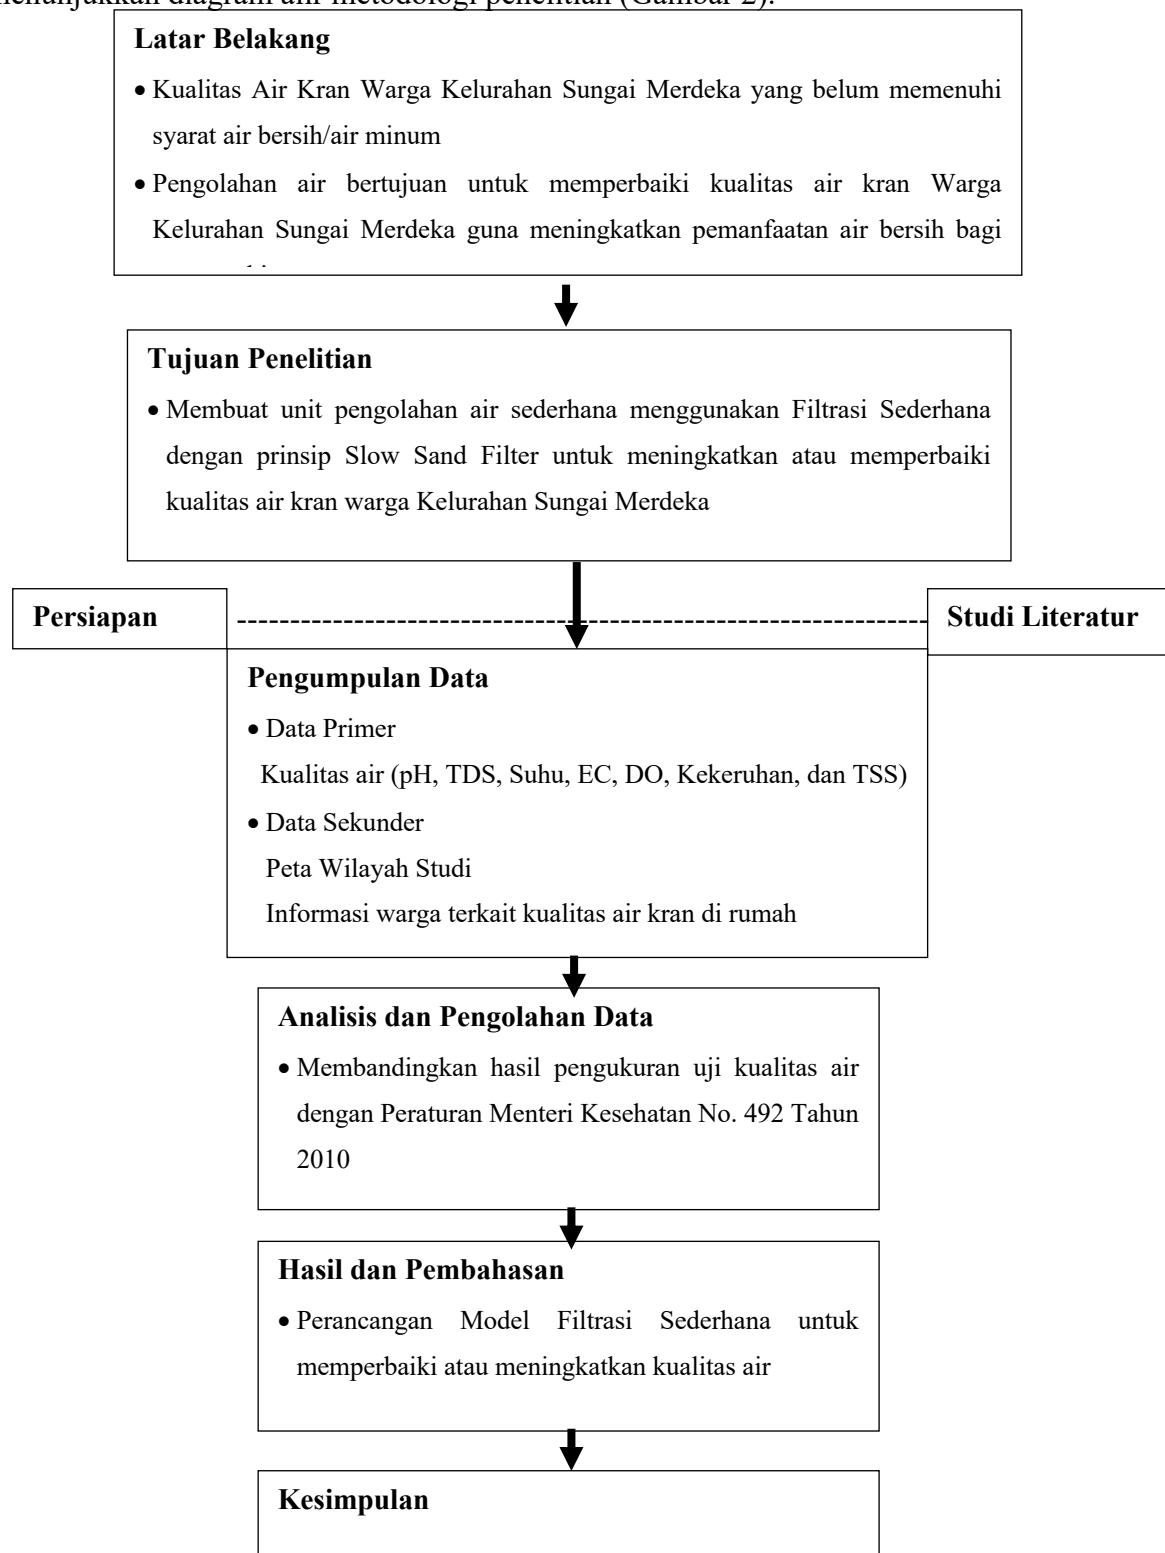 diagram alir metodologi penelitian (Gambar 2).
Latar Belakang
• Kualitas Air Kran Warga Kelurahan Sungai Merdeka yang belum memenuhi
syarat air bersih/air minum
• Pengolahan air bertujuan untuk memperbaiki kualitas air kran Warga
Kelurahan Sungai Merdeka guna meningkatkan pemanfaatan air bersih bagi
Tujuan Penelitian
• Membuat unit pengolahan air sederhana menggunakan Filtrasi Sederhana
dengan prinsip Slow Sand Filter untuk meningkatkan atau memperbaiki
kualitas air kran warga Kelurahan Sungai Merdeka
Persiapan
Studi Literatur
Pengumpulan Data
• Data Primer
Kualitas air (pH, TDS, Suhu, EC, DO, Kekeruhan, dan TSS)
• Data Sekunder
Peta Wilayah Studi
Informasi warga terkait kualitas air kran di rumah
Analisis dan Pengolahan Data
• Membandingkan hasil pengukuran uji kualitas air
dengan Peraturan Menteri Kesehatan No. 492 Tahun
2010
Hasil dan Pembahasan
• Perancangan Model Filtrasi Sederhana untuk
memperbaiki atau meningkatkan kualitas air
Kesimpulan